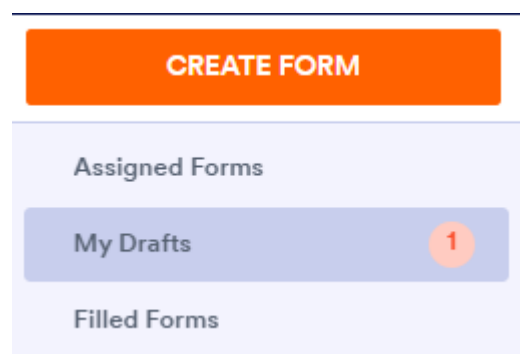 CREATE FORM
Assigned Forms
My Drafts 1
Filled Forms